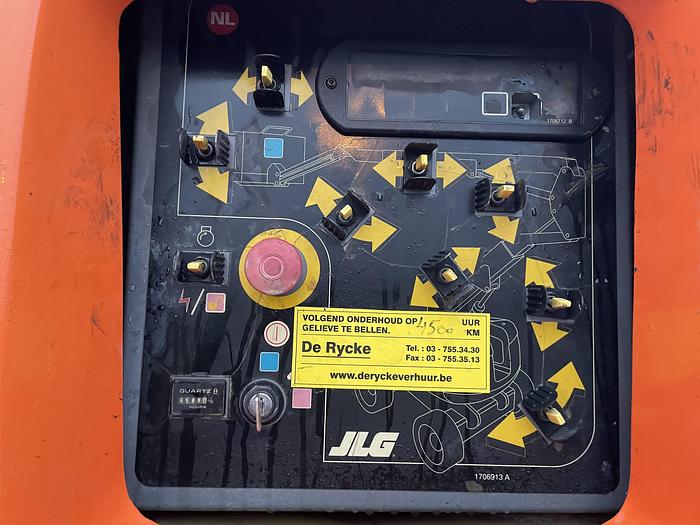 NL
1706712 B
VOLGEND ONDERHOUD OP 4500 UUR
GELIEVE TE BELLEN. KM
De Rycke
Tel. : 03 - 755.34.30
Fax : 03 - 755.35.13
www.deryckeverhuur.be
QUARTZ
HOURS
JLG
1706913 A